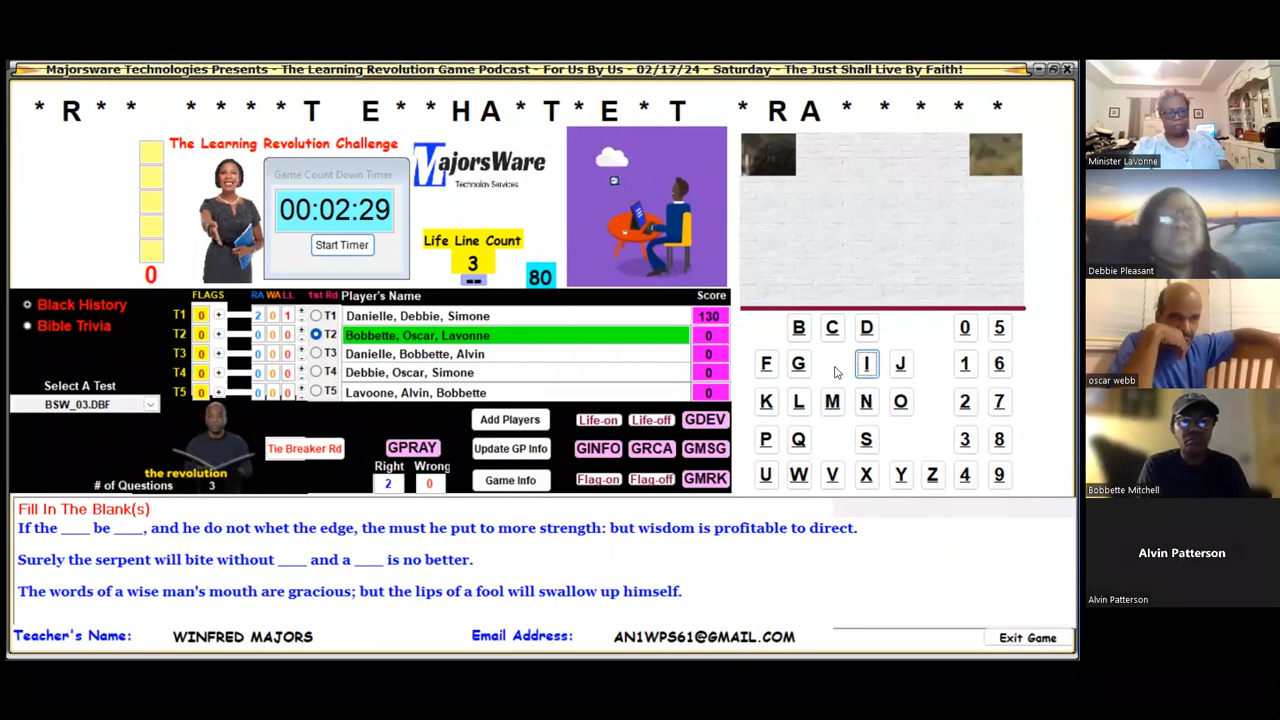 Majorsware Technologies Presents - The Learning Revolution Game Podcast - For Us By Us - 02/17/24 - Saturday - The Just Shall Live By Faith!
*R** ****T E**HA*T*E*T *RA*****
The Learning Revolution Challenge
Game Count Down Timer
00:02:29
Start Timer
0
MajorsWare
Technology Services
Life Line Count
3
--
80
Black History
Bible Trivia
Select A Test
BSW_03.DBF
the revolution
# of Questions 3
FLAGS RA WA LL 1st Rd Player's Name Score
T1 0 + 2 0 1 T1 Danielle, Debbie, Simone 130
T2 0 + 0 0 0 T2 Bobbette, Oscar, Lavonne 0
T3 0 + 0 0 0 T3 Danielle, Bobbette, Alvin 0
T4 0 + 0 0 0 T4 Debbie, Oscar, Simone 0
T5 0 + 0 0 0 T5 Lavoone, Alvin, Bobbette 0
Tie Breaker Rd
GPRAY
Right Wrong
2 0
Add Players Life-on Life-off GDEV
Update GP Info GINFO GRCA GMSG
Game Info Flag-on Flag-off GMRK
B C D 0 5
F G I J 1 6
K L M N O 2 7
P Q S 3 8
U W V X Y Z 4 9
Fill In The Blank(s)
If the ____ be ____, and he do not whet the edge, the must he put to more strength: but wisdom is profitable to direct.
Surely the serpent will bite without ____ and a ____ is no better.
The words of a wise man's mouth are gracious; but the lips of a fool will swallow up himself.
Teacher's Name: WINFRED MAJORS Email Address: AN1WPS61@GMAIL.COM Exit Game
Minister LaVonne
Debbie Pleasant
oscar webb
Bobbette Mitchell
Alvin Patterson
Alvin Patterson